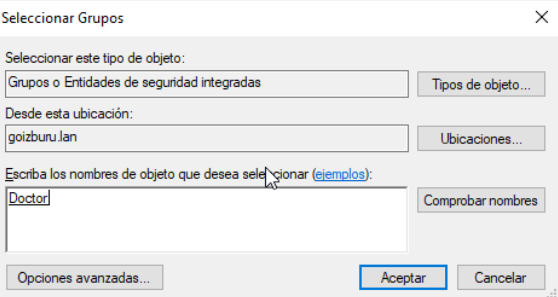 Seleccionar Grupos
Seleccionar este tipo de objeto:
Grupos o Entidades de seguridad integradas
Tipos de objeto...
Desde esta ubicación:
goizburu.lan
Ubicaciones...
Escriba los nombres de objeto que desea seleccionar (ejemplos):
Doctor
Comprobar nombres
Opciones avanzadas...
Aceptar
Cancelar